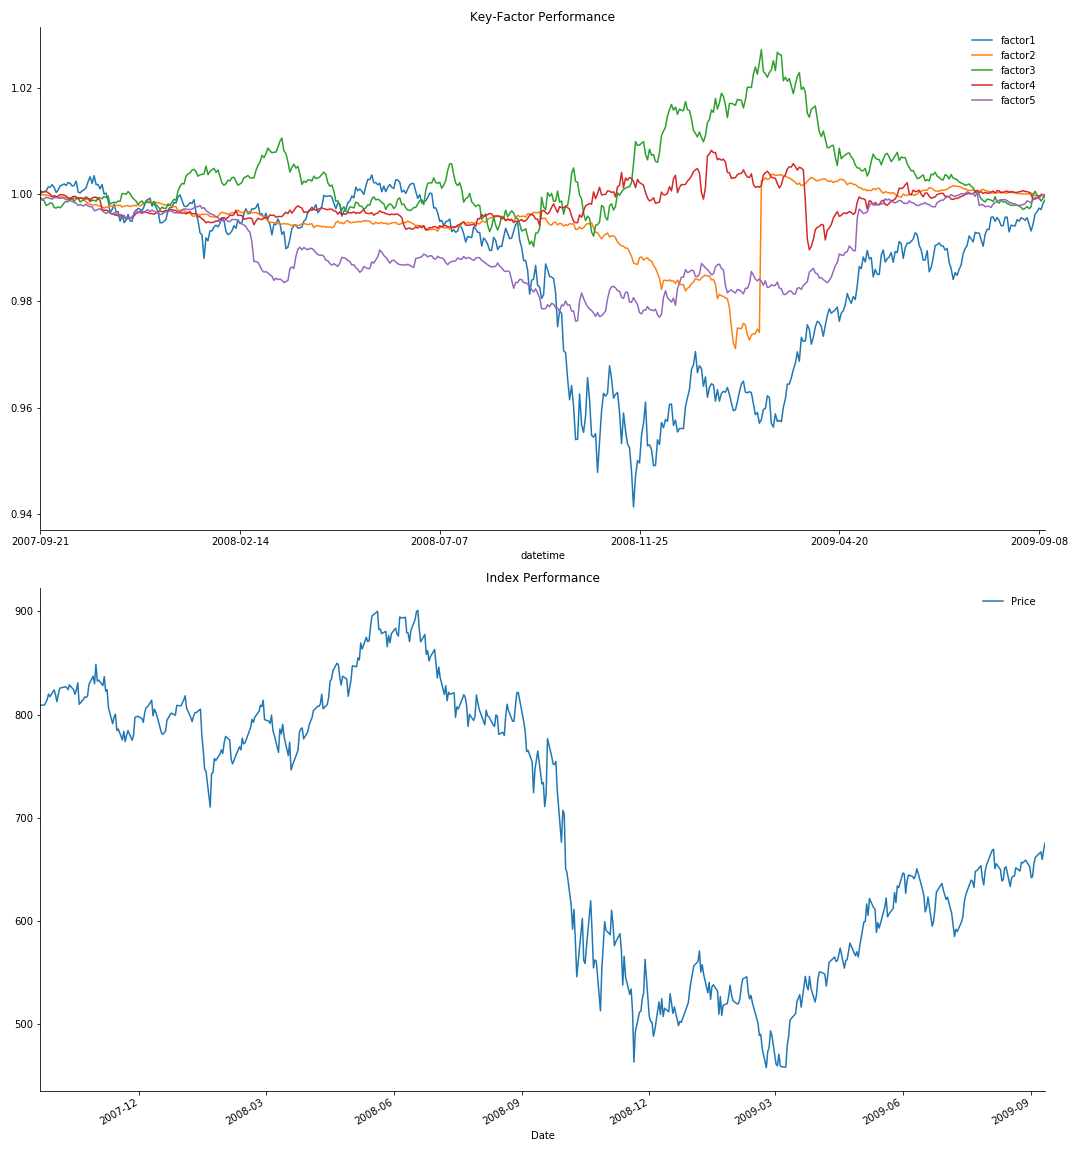 Key-Factor Performance
factor1
factor2
factor3
factor4
factor5
1.02
1.00
0.98
0.96
0.94
2007-09-21
2008-02-14
2008-07-07
2008-11-25
2009-04-20
2009-09-08
datetime
Index Performance
Price
900
800
700
600
500
2007-12
2008-03
2008-06
2008-09
2008-12
2009-03
2009-06
2009-09
Date